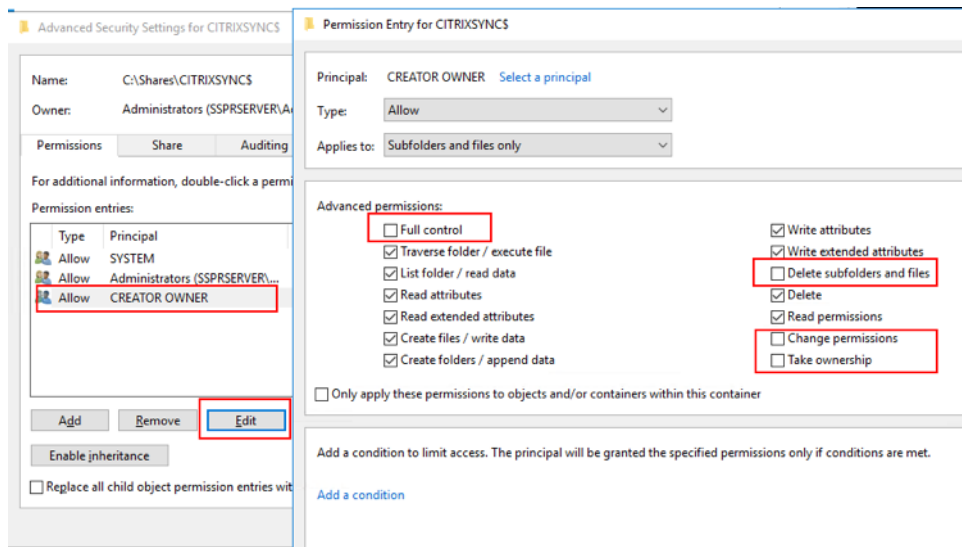 Advanced Security Settings for CITRIXSYNC$
Name: C:\Shares\CITRIXSYNC$
Owner: Administrators (SSPRSERVER\
Permissions Share Auditing
For additional information, double-click a
Permission entries:
Type Principal
Allow SYSTEM
Allow Administrators (SSPRSERVER\...
Allow CREATOR OWNER
Add Remove Edit
Enable inheritance
Replace all child object permission entries
Permission Entry for CITRIXSYNC$
Principal: CREATOR OWNER Select a principal
Type: Allow
Applies to: Subfolders and files only
Advanced permissions:
Full control
Traverse folder / execute file
List folder / read data
Read attributes
Read extended attributes
Create files / write data
Create folders / append data
Write attributes
Write extended attributes
Delete subfolders and files
Delete
Read permissions
Change permissions
Take ownership
Only apply these permissions to objects and/or containers within this container
Add a condition to limit access. The principal will be granted the specified permissions only if conditions are met.
Add a condition